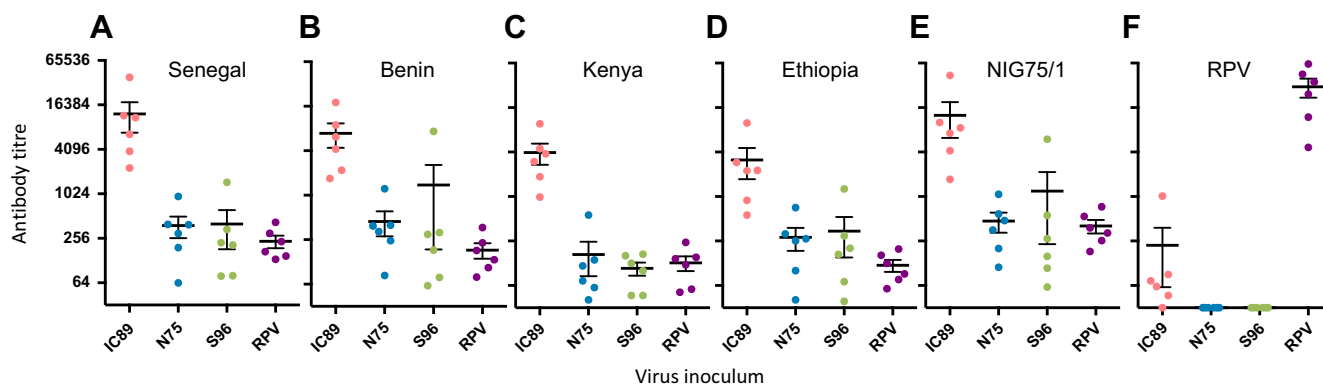 A B C D E F
Senegal Benin Kenya Ethiopia NIG75/1 RPV
65536
16384
4096
1024
256
64
Antibody titre
IC89 N75 S96 RPV IC89 N75 S96 RPV IC89 N75 S96 RPV IC89 N75 S96 RPV IC89 N75 S96 RPV IC89 N75 S96 RPV
Virus inoculum